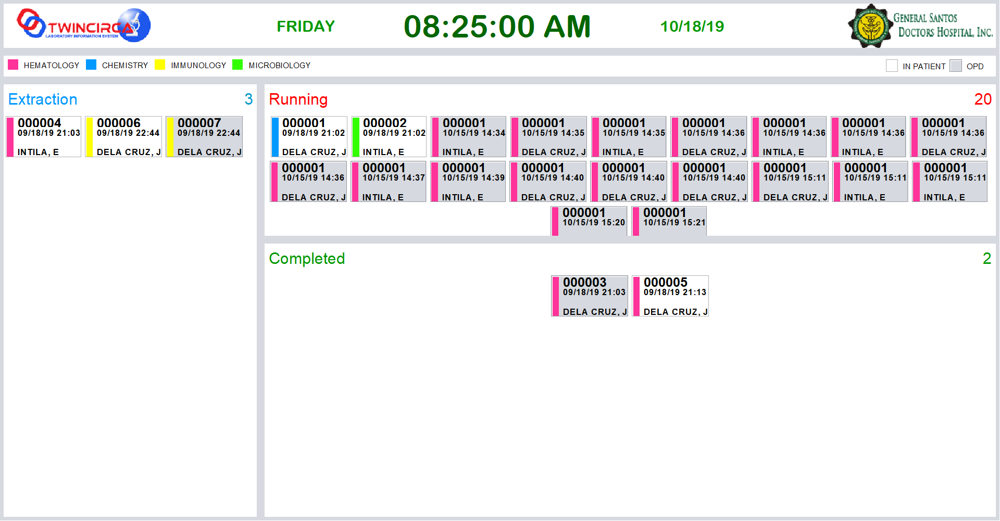 TWINCIRCA
LABORATORY INFORMATION SYSTEM
FRIDAY
08:25:00 AM
10/18/19
GENERAL SANTOS
DOCTORS HOSPITAL, INC.
HEMATOLOGY CHEMISTRY IMMUNOLOGY MICROBIOLOGY
IN PATIENT OPD
Extraction 3
000004
09/18/19 21:03
INTILA, E
000006
09/18/19 22:44
DELA CRUZ, J
000007
09/18/19 22:44
DELA CRUZ, J
Running 20
000001
09/18/19 21:02
DELA CRUZ, J
000002
09/18/19 21:02
INTILA, E
000001
10/15/19 14:34
INTILA, E
000001
10/15/19 14:35
DELA CRUZ, J
000001
10/15/19 14:35
INTILA, E
000001
10/15/19 14:36
DELA CRUZ, J
000001
10/15/19 14:36
INTILA, E
000001
10/15/19 14:36
INTILA, E
000001
10/15/19 14:36
DELA CRUZ, J
000001
10/15/19 14:36
DELA CRUZ, J
000001
10/15/19 14:37
INTILA, E
000001
10/15/19 14:39
INTILA, E
000001
10/15/19 14:40
DELA CRUZ, J
000001
10/15/19 14:40
DELA CRUZ, J
000001
10/15/19 14:40
DELA CRUZ, J
000001
10/15/19 15:11
DELA CRUZ, J
000001
10/15/19 15:11
INTILA, E
000001
10/15/19 15:11
INTILA, E
000001
10/15/19 15:20
000001
10/15/19 15:21
Completed 2
000003
09/18/19 21:03
DELA CRUZ, J
000005
09/18/19 21:13
DELA CRUZ, J